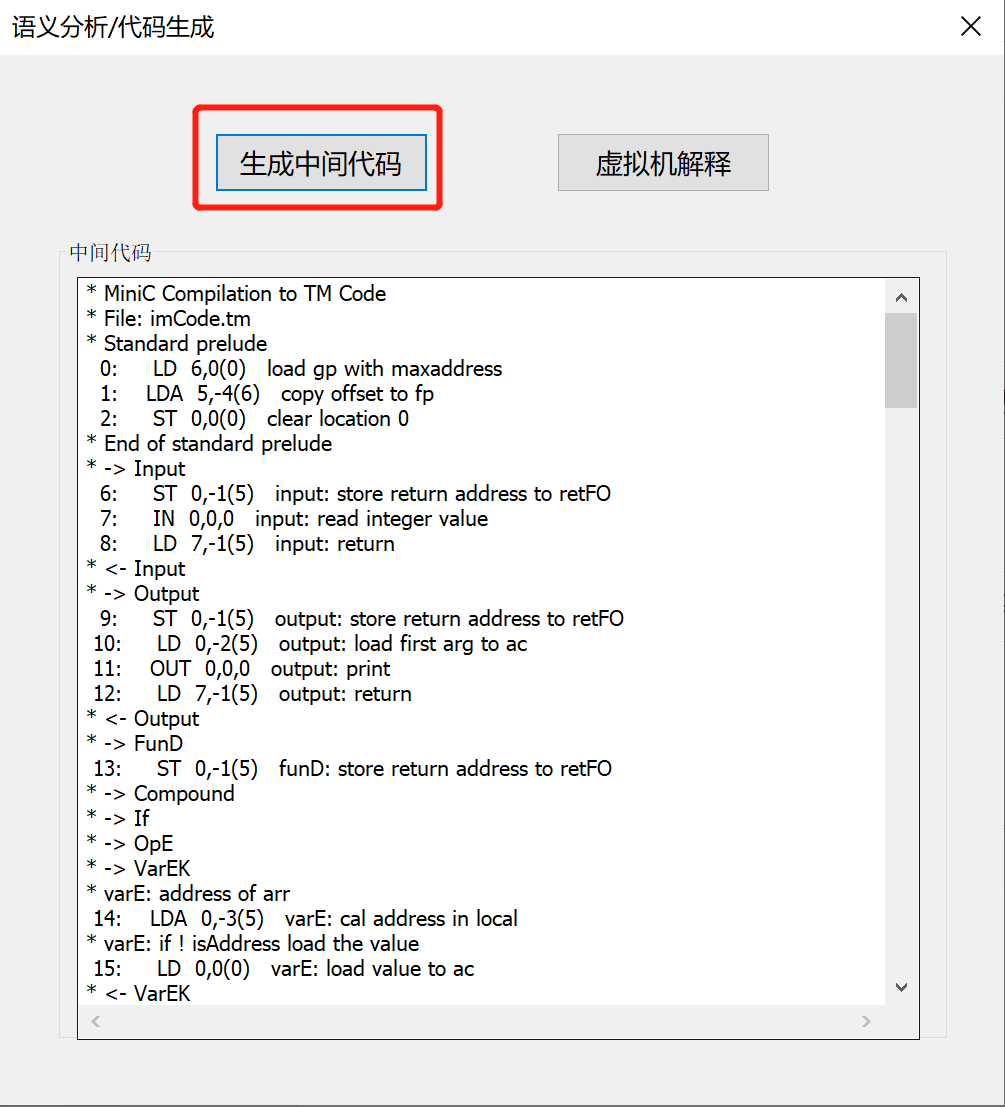 语义分析/代码生成
生成中间代码
虚拟机解释
中间代码
* MiniC Compilation to TM Code
* File: imCode.tm
* Standard prelude
0: LD 6,0(0) load gp with maxaddress
1: LDA 5,-4(6) copy offset to fp
2: ST 0,0(0) clear location 0
* End of standard prelude
* -> Input
6: ST 0,-1(5) input: store return address to retFO
7: IN 0,0,0 input: read integer value
8: LD 7,-1(5) input: return
* <- Input
* -> Output
9: ST 0,-1(5) output: store return address to retFO
10: LD 0,-2(5) output: load first arg to ac
11: OUT 0,0,0 output: print
12: LD 7,-1(5) output: return
* <- Output
* -> FunD
13: ST 0,-1(5) funD: store return address to retFO
* -> Compound
* -> If
* -> OpE
* -> VarEK
* varE: address of arr
14: LDA 0,-3(5) varE: cal address in local
* varE: if ! isAddress load the value
15: LD 0,0(0) varE: load value to ac
* <- VarEK